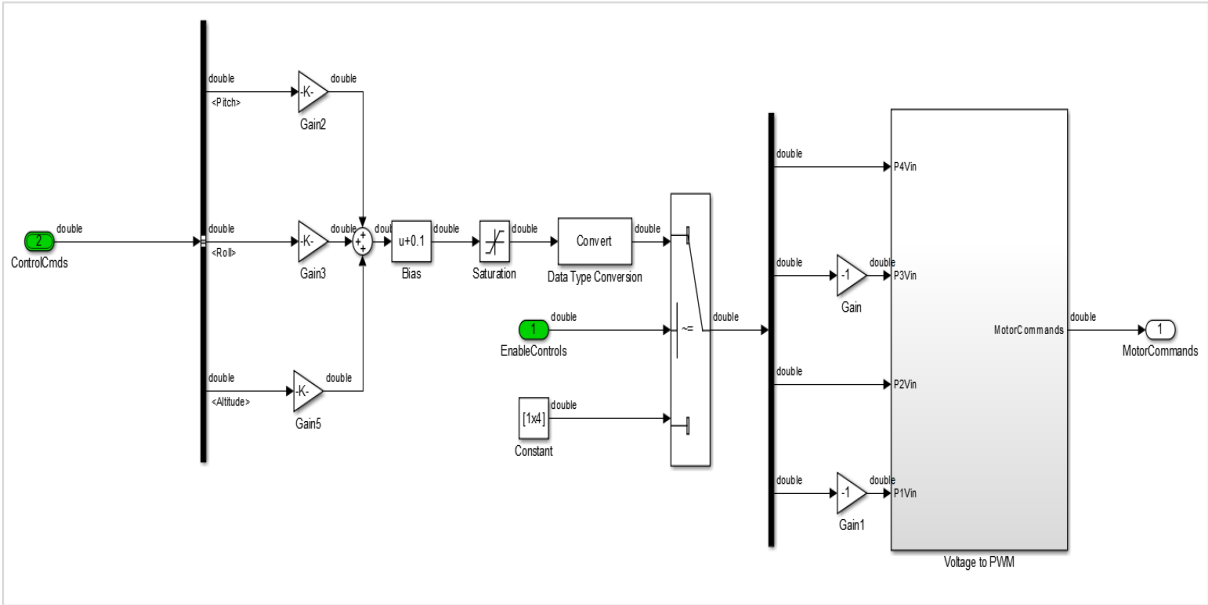 double
double
-K-
<Pitch>
Gain2
double
2
ControlCmds
double
<Roll>
-K-
double
Gain3
+
+
+
double
u+0.1
Bias
double
Saturation
double
Convert
Data Type Conversion
double
double
-K-
double
<Altitude>
Gain5
1
EnableControls
double
~=
double
[1x4]
Constant
double
double
P4Vin
double
-1
double
P3Vin
Gain
double
P2Vin
double
-1
double
P1Vin
Gain1
MotorCommands
Voltage to PWM
double
1
MotorCommands